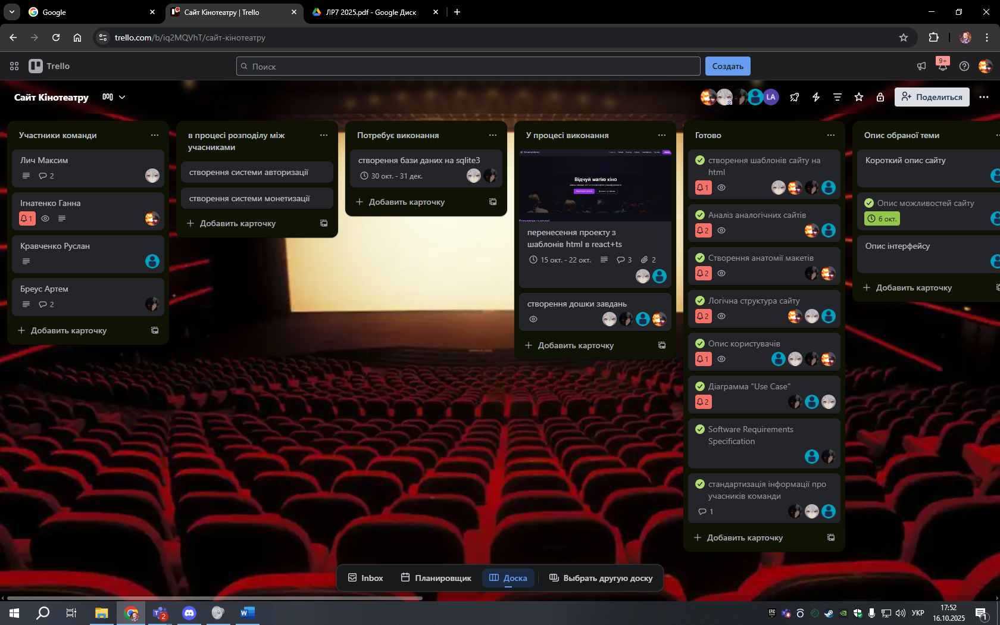 Google
Сайт Кінотеатру | Trello
ЛР7 2025.pdf - Google Диск
trello.com/b/iq2MQVhT/сайт-кінотеатру
Trello
Поиск
Создать
9+
Сайт Кінотеатру
LA
Поделиться
Участники команди
Лич Максим
2
Ігнатенко Ганна
1
Кравченко Руслан
Бреус Артем
2
Добавить карточку
в процесі розподілу між
учасниками
створення системи авторизації
створення системи монетизації
Добавить карточку
Потребує виконання
створення бази даних на sqlite3
30 окт. - 31 дек.
Добавить карточку
У процесі виконання
Відчуй магію кіно
перенесення проекту з
шаблонів html в react+ts
15 окт. - 22 окт.
3
2
створення дошки завдань
Добавить карточку
Готово
створення шаблонів сайту на
html
1
Аналіз аналогічних сайтів
2
Створення анатомії макетів
2
Логічна структура сайту
2
Опис користувачів
1
Діаграмма "Use Case"
2
Software Requirements
Specification
стандартизація інформації про
учасників команди
1
Добавить карточку
Опис обраної теми
Короткий опис сайту
Опис можливостей сайту
6 окт.
Опис інтерфейсу
Добавить карточку
Inbox
Планировщик
Доска
Выбрать другую доску
2
УКР
17:52
16.10.2025
1